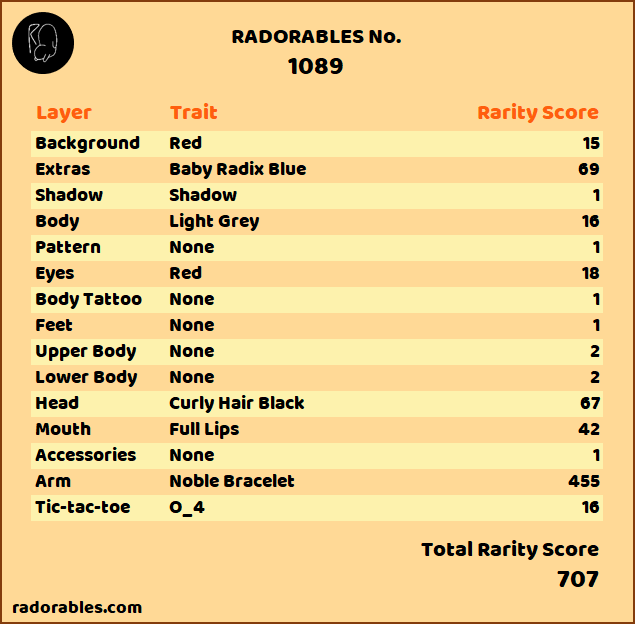 RADORABLES No.
1089
Layer Trait Rarity Score
Background Red 15
Extras Baby Radix Blue 69
Shadow Shadow 1
Body Light Grey 16
Pattern None 1
Eyes Red 18
Body Tattoo None 1
Feet None 1
Upper Body None 2
Lower Body None 2
Head Curly Hair Black 67
Mouth Full Lips 42
Accessories None 1
Arm Noble Bracelet 455
Tic-tac-toe O_4 16
Total Rarity Score
707
radorables.com